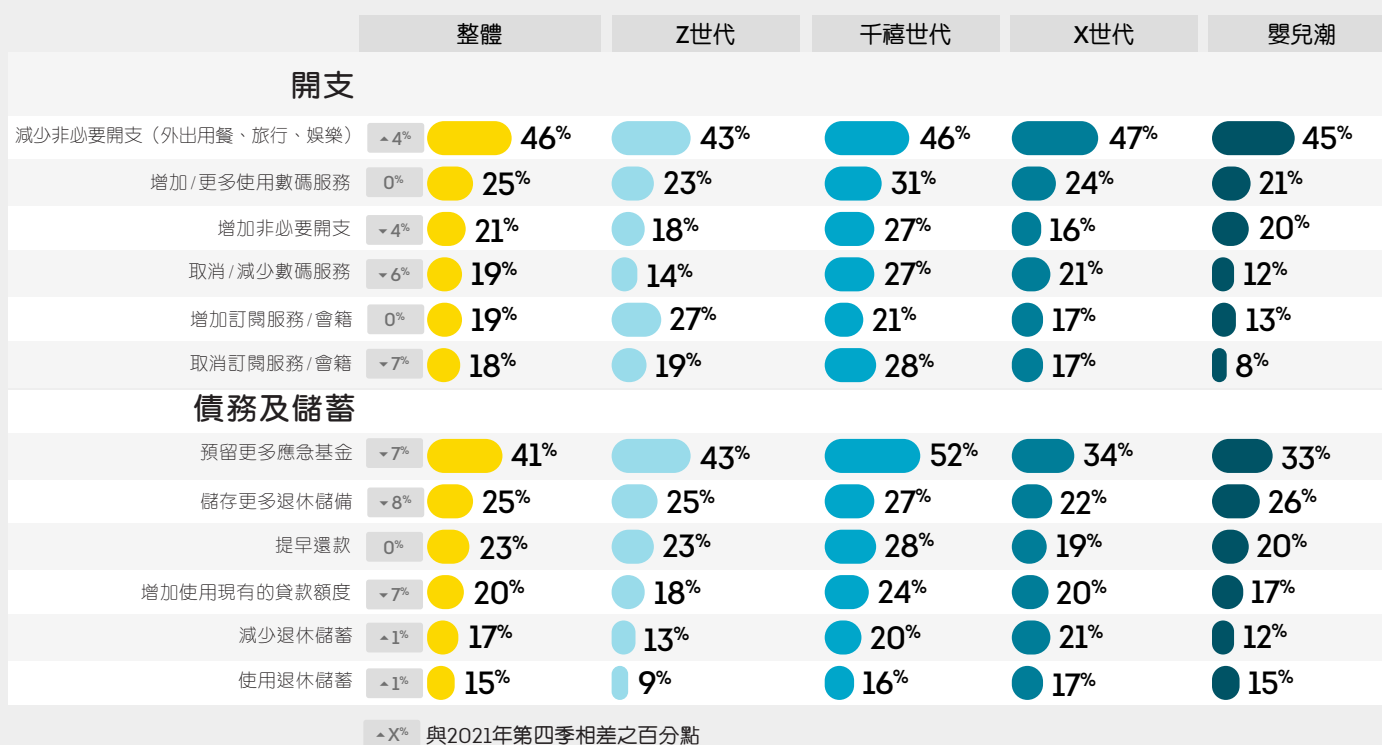 整體 Z世代 千禧世代 X世代 嬰兒潮
開支
減少非必要開支（外出用餐、旅行、娛樂） ▲4% 46% 43% 46% 47% 45%
增加/更多使用數碼服務 0% 25% 23% 31% 24% 21%
增加非必要開支 ▼4% 21% 18% 27% 16% 20%
取消/減少數碼服務 ▼6% 19% 14% 27% 21% 12%
增加訂閱服務/會籍 0% 19% 27% 21% 17% 13%
取消訂閱服務/會籍 ▼7% 18% 19% 28% 17% 8%
債務及儲蓄
預留更多應急基金 ▼7% 41% 43% 52% 34% 33%
儲存更多退休儲備 ▼8% 25% 25% 27% 22% 26%
提早還款 0% 23% 23% 28% 19% 20%
增加使用現有的貸款額度 ▼7% 20% 18% 24% 20% 17%
減少退休儲蓄 ▲1% 17% 13% 20% 21% 12%
使用退休儲蓄 ▲1% 15% 9% 16% 17% 15%
▲X% 與2021年第四季相差之百分點